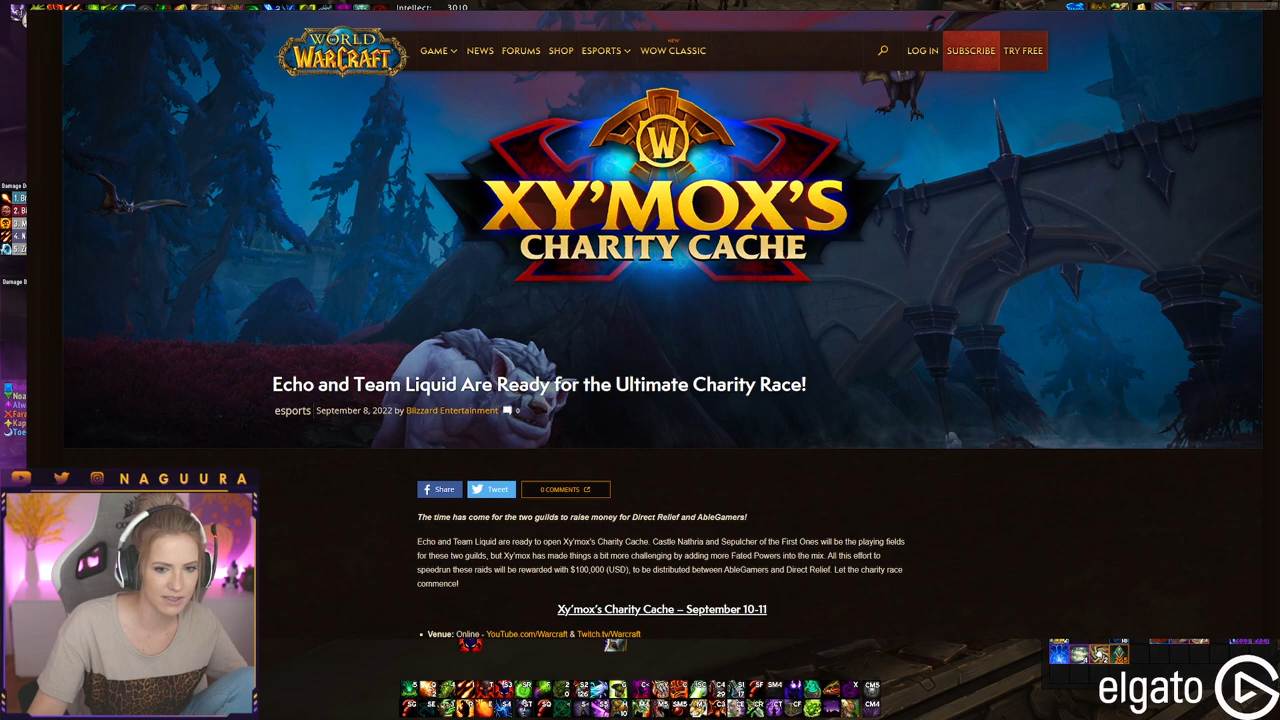 Intellect: 3010
WORLD
WARCRAFT
GAME NEWS FORUMS SHOP ESPORTS NEW WOW CLASSIC LOG IN SUBSCRIBE TRY FREE
W
XY'MOX'S
CHARITY CACHE
Echo and Team Liquid Are Ready for the Ultimate Charity Race!
esports September 8, 2022 by Blizzard Entertainment 0
NAGUURA
Share Tweet 0 COMMENTS
The time has come for the two guilds to raise money for Direct Relief and AbleGamers!
Echo and Team Liquid are ready to open Xy'mox's Charity Cache. Castle Nathria and Sepulcher of the First Ones will be the playing fields
for these two guilds, but Xy'mox has made things a bit more challenging by adding more Fated Powers into the mix. All this effort to
speedrun these raids will be rewarded with $100,000 (USD), to be distributed between AbleGamers and Direct Relief. Let the charity race
commence!
Xy'mox's Charity Cache – September 10-11
Venue: Online - YouTube.com/Warcraft & Twitch.tv/Warcraft
elgato